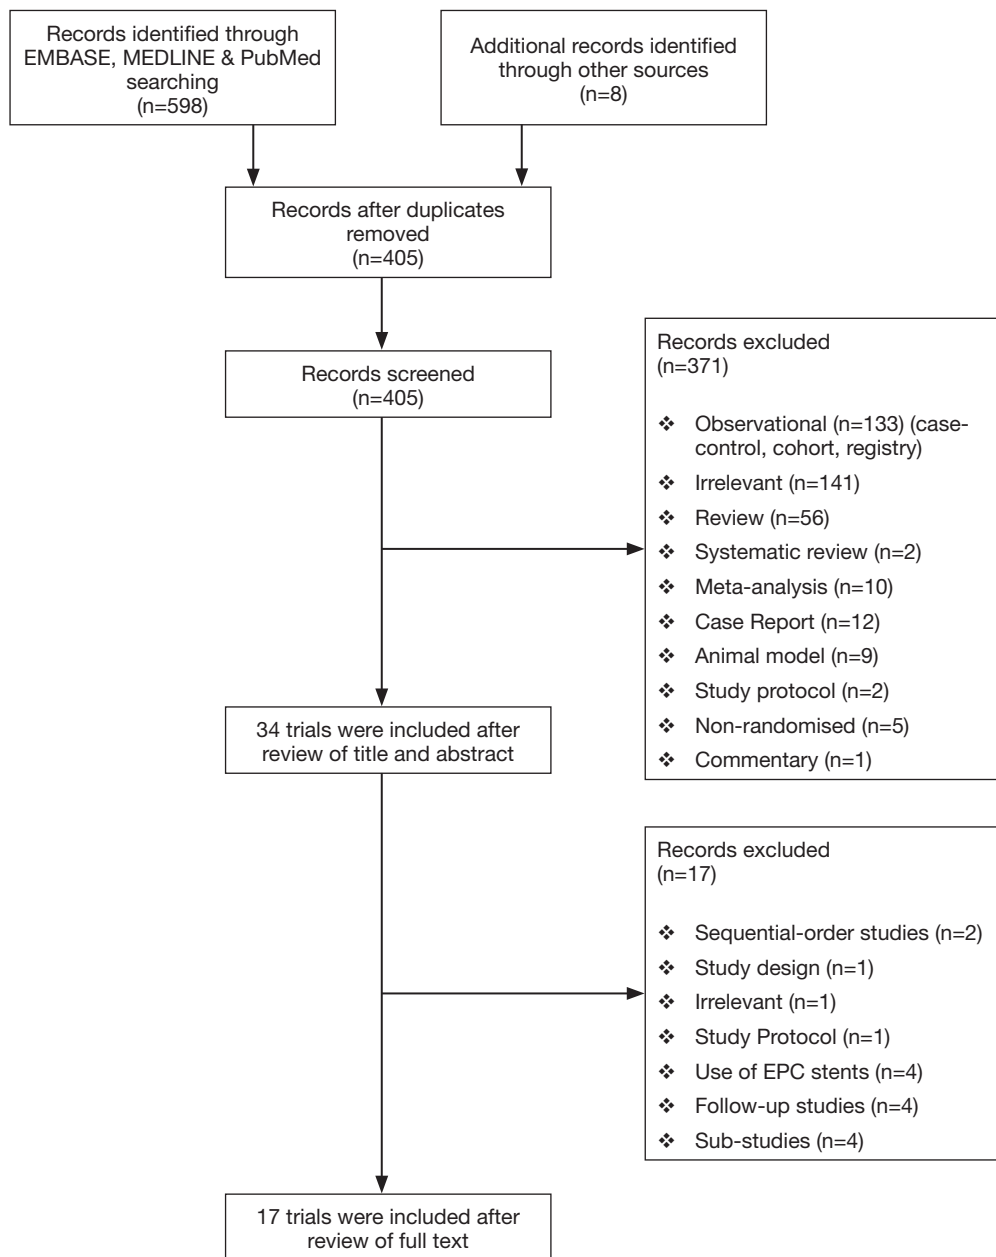 Records identified through
EMBASE, MEDLINE & PubMed
searching
(n=598)
Additional records identified
through other sources
(n=8)
Records after duplicates
removed
(n=405)
Records screened
(n=405)
Records excluded
(n=371)
❖ Observational (n=133) (case-
control, cohort, registry)
❖ Irrelevant (n=141)
❖ Review (n=56)
❖ Systematic review (n=2)
❖ Meta-analysis (n=10)
❖ Case Report (n=12)
❖ Animal model (n=9)
❖ Study protocol (n=2)
❖ Non-randomised (n=5)
❖ Commentary (n=1)
34 trials were included after
review of title and abstract
Records excluded
(n=17)
❖ Sequential-order studies (n=2)
❖ Study design (n=1)
❖ Irrelevant (n=1)
❖ Study Protocol (n=1)
❖ Use of EPC stents (n=4)
❖ Follow-up studies (n=4)
❖ Sub-studies (n=4)
17 trials were included after
review of full text